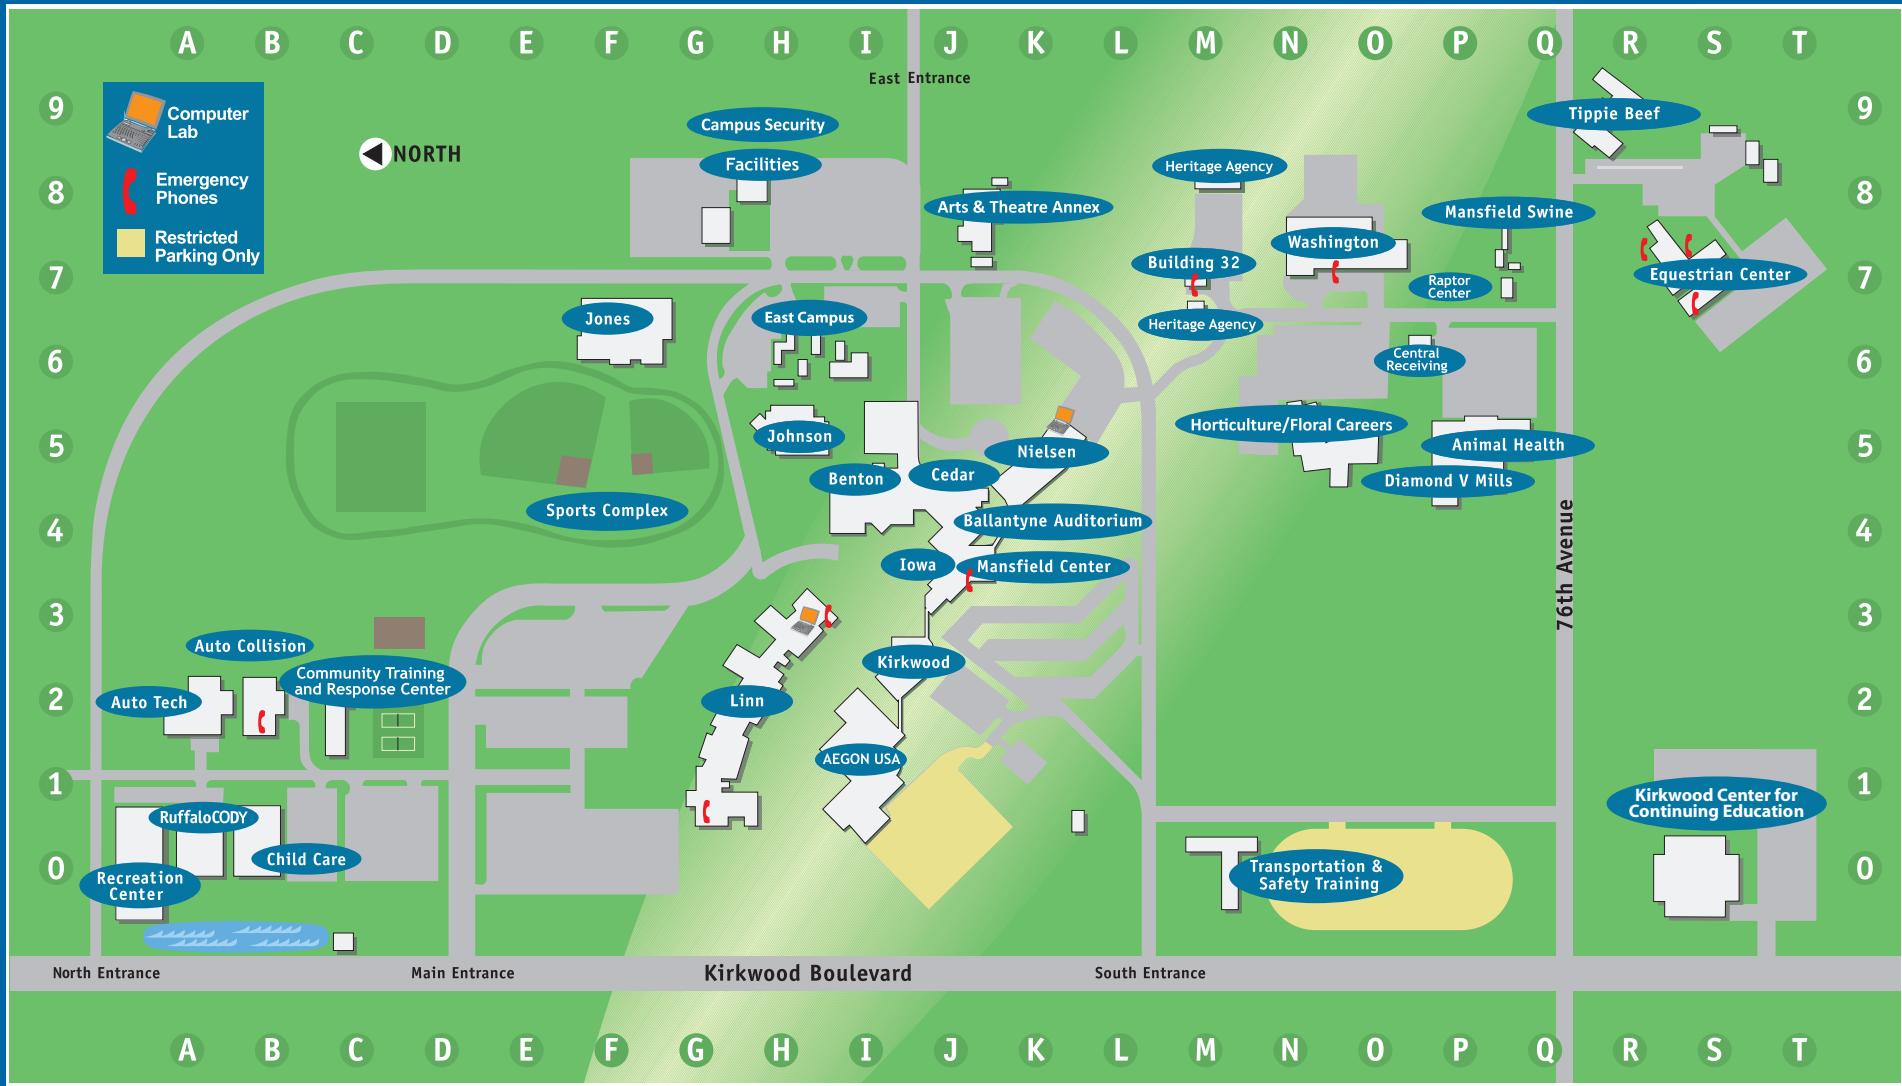 A B C D E F G H I J K L M N O P Q R S T
East Entrance
9 9
Computer
Lab
Emergency
Phones
Restricted
Parking Only
NORTH
Campus Security
Facilities
Tippie Beef
Heritage Agency
8 8
Arts & Theatre Annex
Mansfield Swine
Washington
Building 32
7 7
Raptor
Center
Equestrian Center
Jones
East Campus
Heritage Agency
6 6
Central
Receiving
Johnson
Horticulture/Floral Careers
5 5
Nielsen
Animal Health
Benton
Cedar
Diamond V Mills
Sports Complex
Ballantyne Auditorium
4 4
Iowa
Mansfield Center
76th Avenue
3 3
Auto Collision
Community Training
and Response Center
Kirkwood
2 2
Auto Tech
Linn
AEGON USA
1 1
RuffaloCODY
Kirkwood Center for
Continuing Education
Child Care
0 0
Recreation
Center
Transportation &
Safety Training
North Entrance
Main Entrance
Kirkwood Boulevard
South Entrance
A B C D E F G H I J K L M N O P Q R S T